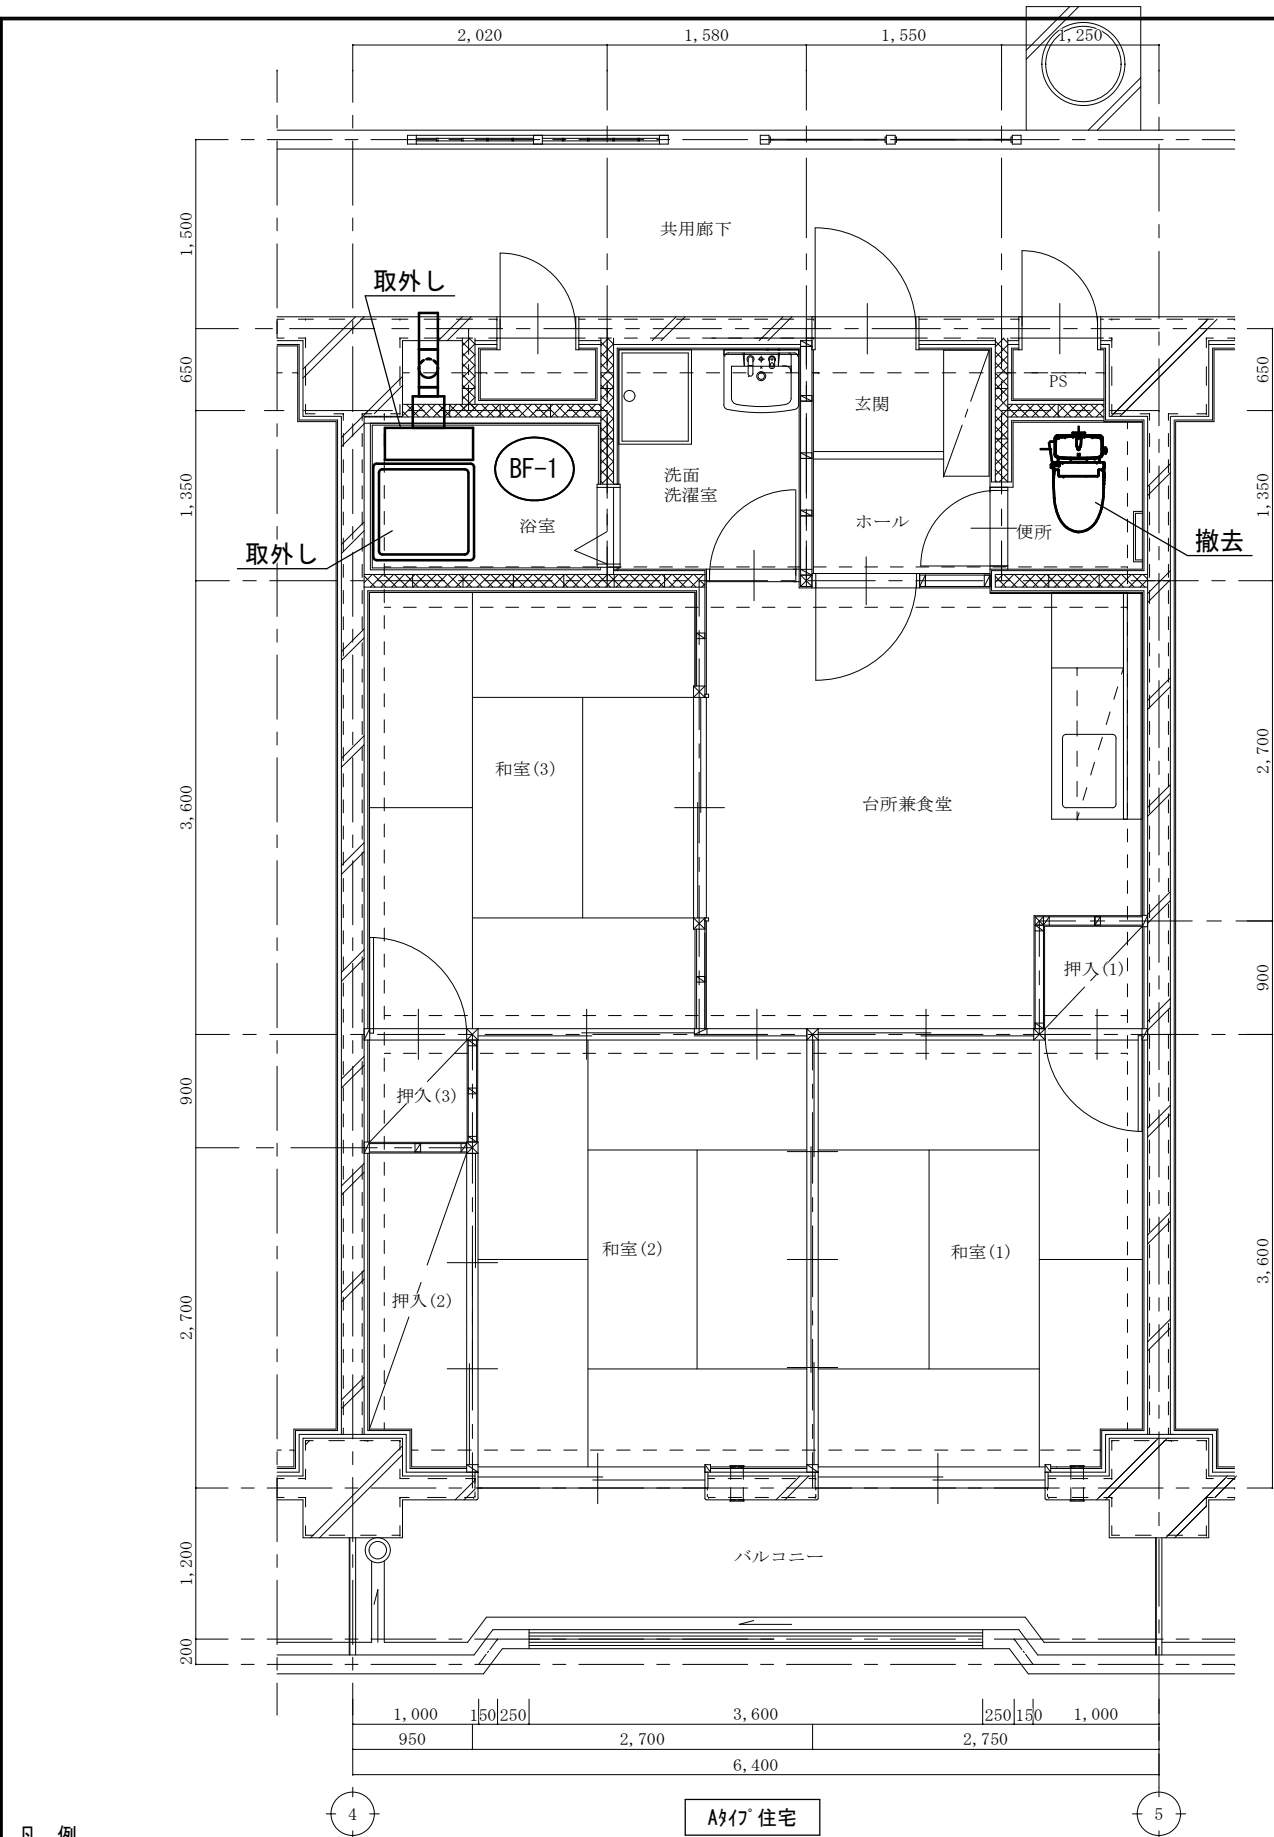 2,020
1,580
1,550
1,250
1,500
共用廊下
取外し
650
650
PS
玄関
BF-1
洗面
洗濯室
浴室
ホール
便所
1,350
1,350
取外し
撤去
和室(3)
台所兼食堂
3,600
2,700
押入(1)
900
900
押入(3)
和室(2)
和室(1)
押入(2)
2,700
3,600
バルコニー
1,200
200
1,000
150
250
3,600
250
150
1,000
950
2,700
2,750
6,400
4
Aﾀｲﾌﾟ住宅
5
凡 例